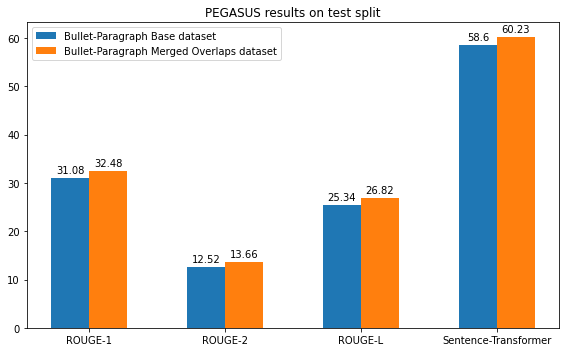 PEGASUS results on test split
Bullet-Paragraph Base dataset
Bullet-Paragraph Merged Overlaps dataset
60
50
40
30
20
10
0
31.08
32.48
12.52
13.66
25.34
26.82
58.6
60.23
ROUGE-1
ROUGE-2
ROUGE-L
Sentence-Transformer